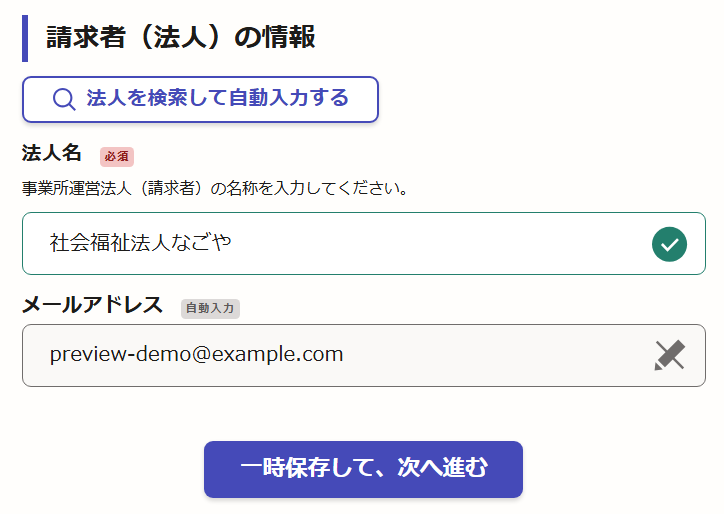 請求者（法人）の情報
法人を検索して自動入力する
法人名 必須
事業所運営法人（請求者）の名称を入力してください。
社会福祉法人なごや
メールアドレス 自動入力
preview-demo@example.com
一時保存して、次へ進む